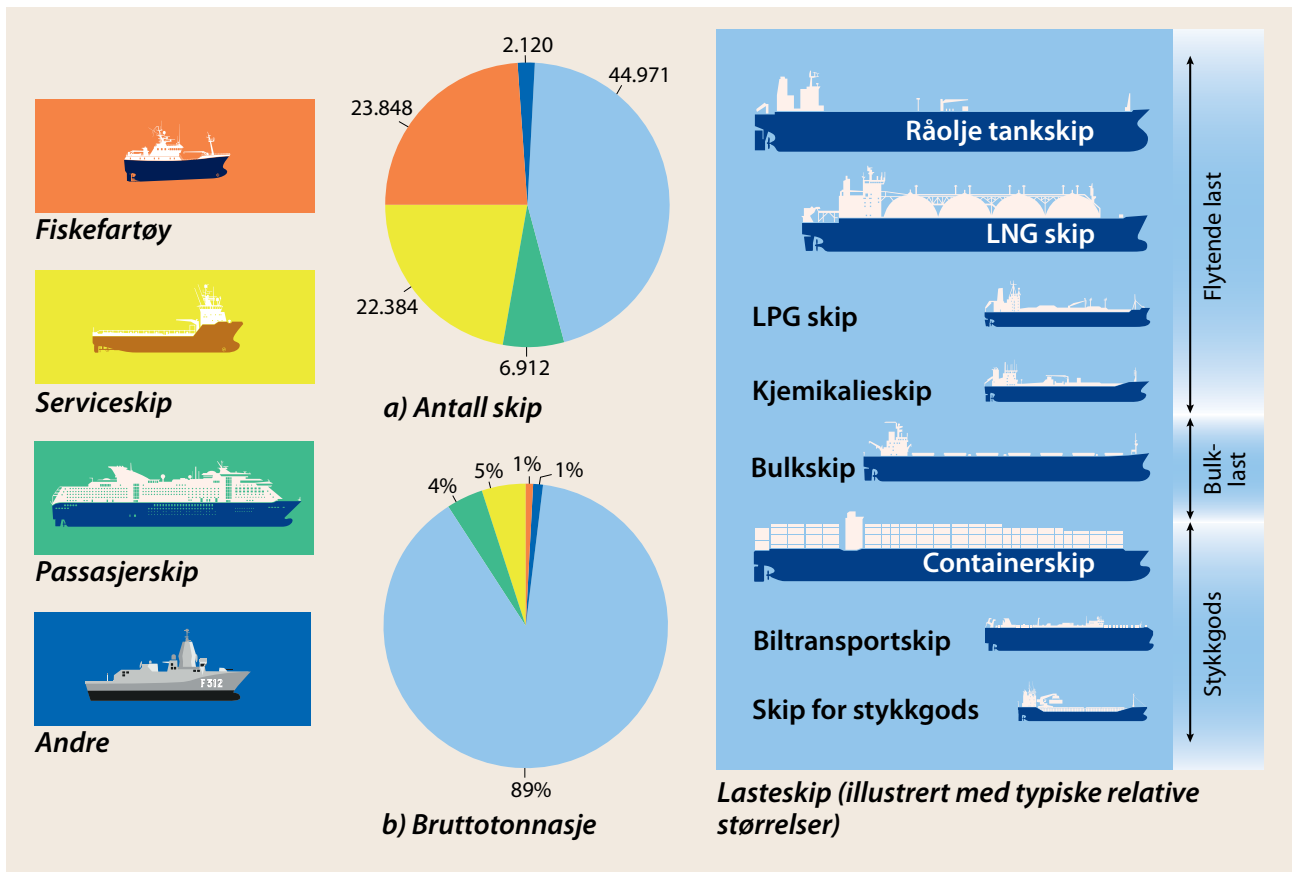 Fiskefartøy
Serviceskip
Passasjerskip
F312
Andre
2.120
44.971
23.848
22.384
6.912
a) Antall skip
5%
1%
1%
4%
89%
b) Bruttotonnasje
Råolje tankskip
LNG skip
LPG skip
Kjemikalieskip
Bulkskip
Containerskip
Biltransportskip
Skip for stykkgods
Flytende last
Bulk-
last
Stykkgods
Lasteskip (illustrert med typiske relative
størrelser)